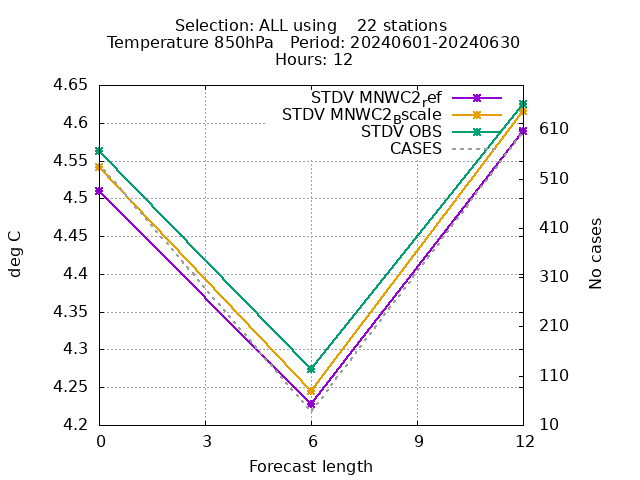 Selection: ALL using    22 stations
Temperature 850hPa   Period: 20240601-20240630
Hours: 12
STDV MNWC2ref
STDV MNWC2Bscale
STDV OBS
CASES
4.65
4.6
4.55
4.5
4.45
4.4
4.35
4.3
4.25
4.2
610
510
410
310
210
110
10
deg C
No cases
0 3 6 9 12
Forecast length